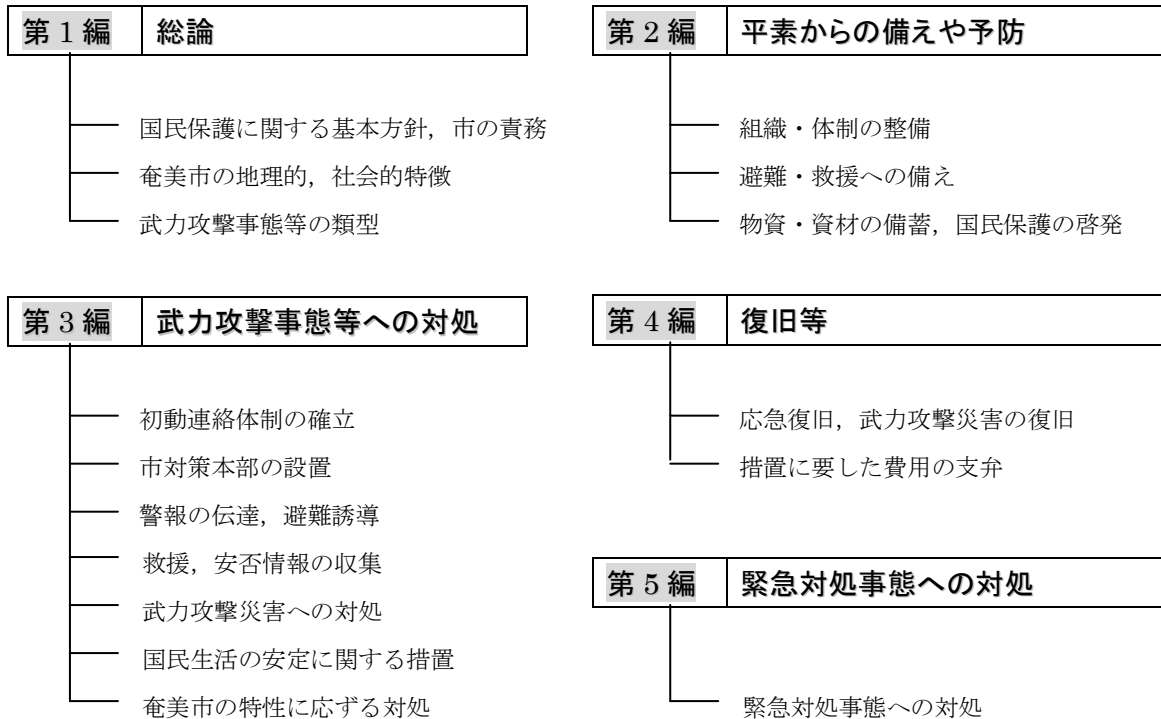 第1編 総論
国民保護に関する基本方針，市の責務
奄美市の地理的，社会的特徴
武力攻撃事態等の類型
第2編 平素からの備えや予防
組織・体制の整備
避難・救援への備え
物資・資材の備蓄，国民保護の啓発
第3編 武力攻撃事態等への対処
初動連絡体制の確立
市対策本部の設置
警報の伝達，避難誘導
救援，安否情報の収集
武力攻撃災害への対処
国民生活の安定に関する措置
奄美市の特性に応ずる対処
第4編 復旧等
応急復旧，武力攻撃災害の復旧
措置に要した費用の支弁
第5編 緊急対処事態への対処
緊急対処事態への対処